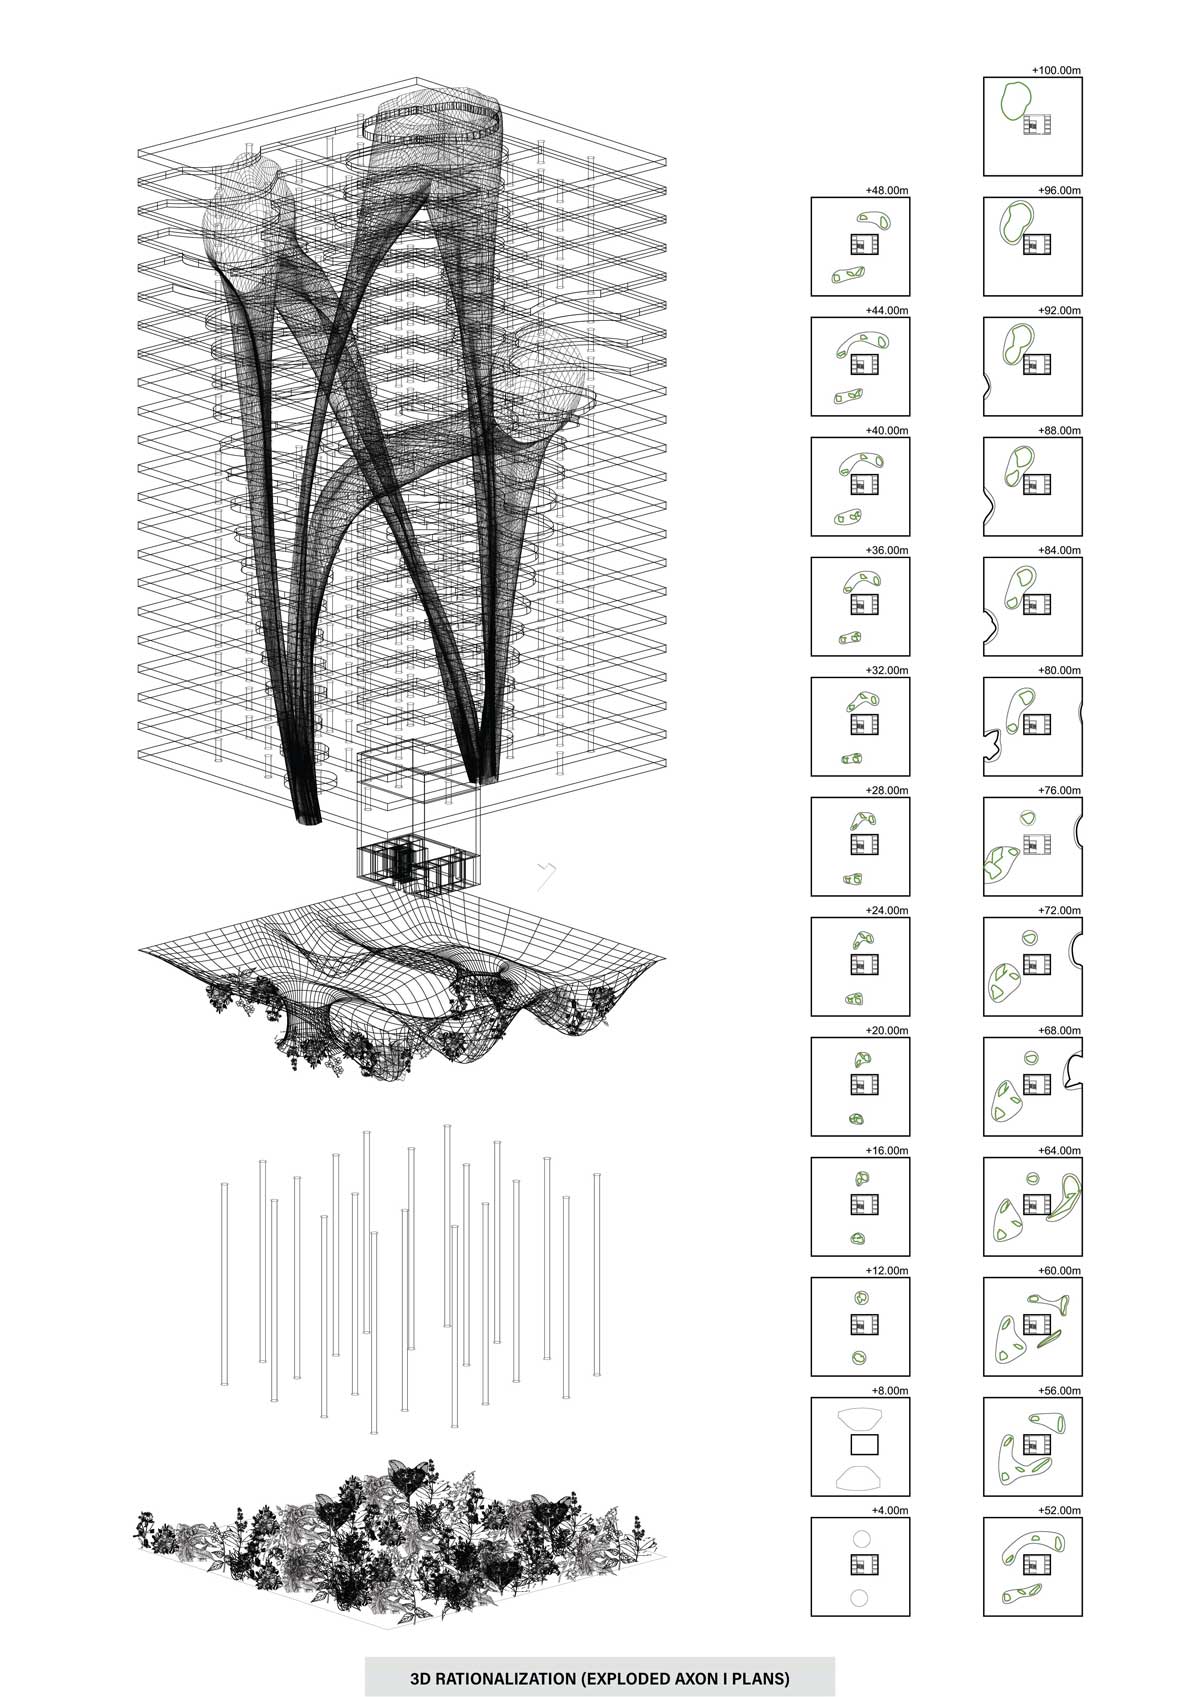 +100.00m
+48.00m
+96.00m
+44.00m
+92.00m
+40.00m
+88.00m
+36.00m
+84.00m
+32.00m
+80.00m
+28.00m
+76.00m
+24.00m
+72.00m
+20.00m
+68.00m
+16.00m
+64.00m
+12.00m
+60.00m
+8.00m
+56.00m
+4.00m
+52.00m
3D RATIONALIZATION (EXPLODED AXON I PLANS)